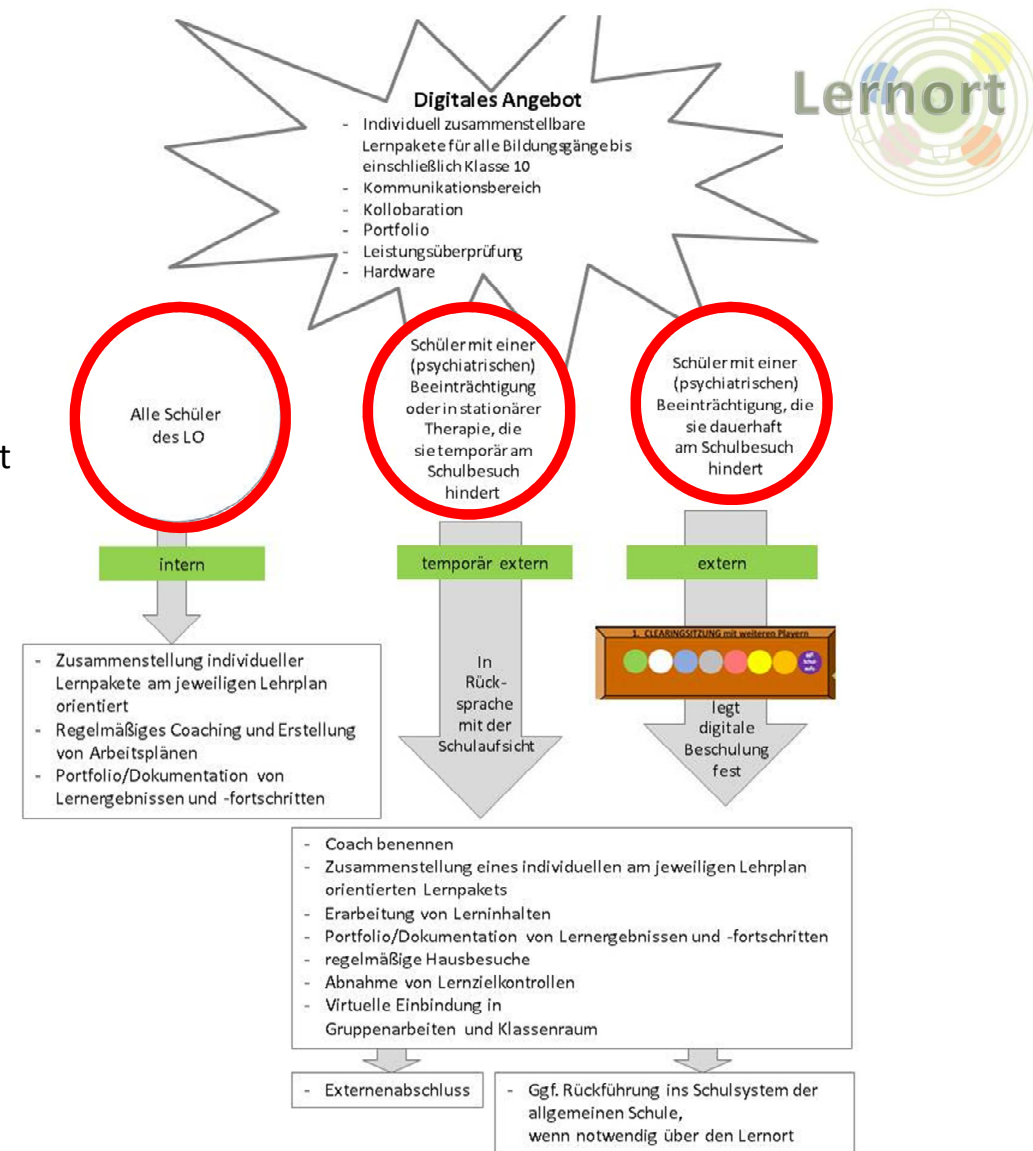 Lernort
Digitales Angebot
- Individuell zusammenstellbare
Lernpakete für alle Bildungsgänge bis
einschließlich Klasse 10
- Kommunikationsbereich
- Kollobaration
- Portfolio
- Leistungsüberprüfung
- Hardware
Alle Schüler
des LO
Schüler mit einer
(psychiatrischen)
Beeinträchtigung
oder in stationärer
Therapie, die
sie temporär am
Schulbesuch
hindert
Schüler mit einer
(psychiatrischen)
Beeinträchtigung, die
sie dauerhaft
am Schulbesuch
hindert
t
intern
temporär extern
extern
1. CLEARINGSITZUNG mit weiteren Playern
- Zusammenstellung individueller
Lernpakete am jeweiligen Lehrplan
orientiert
- Regelmäßiges Coaching und Erstellung
von Arbeitsplänen
- Portfolio/Dokumentation von
Lernergebnissen und -fortschritten
In
Rück-
sprache
mit der
Schulaufsicht
legt
digitale
Beschulung
fest
- Coach benennen
- Zusammenstellung eines individuellen am jeweiligen Lehrplan
orientierten Lernpakets
- Erarbeitung von Lerninhalten
- Portfolio/Dokumentation von Lernergebnissen und -fortschritten
- regelmäßige Hausbesuche
- Abnahme von Lernzielkontrollen
- Virtuelle Einbindung in
Gruppenarbeiten und Klassenraum
- Externenabschluss
- Ggf. Rückführung ins Schulsystem der
allgemeinen Schule,
wenn notwendig über den Lernort